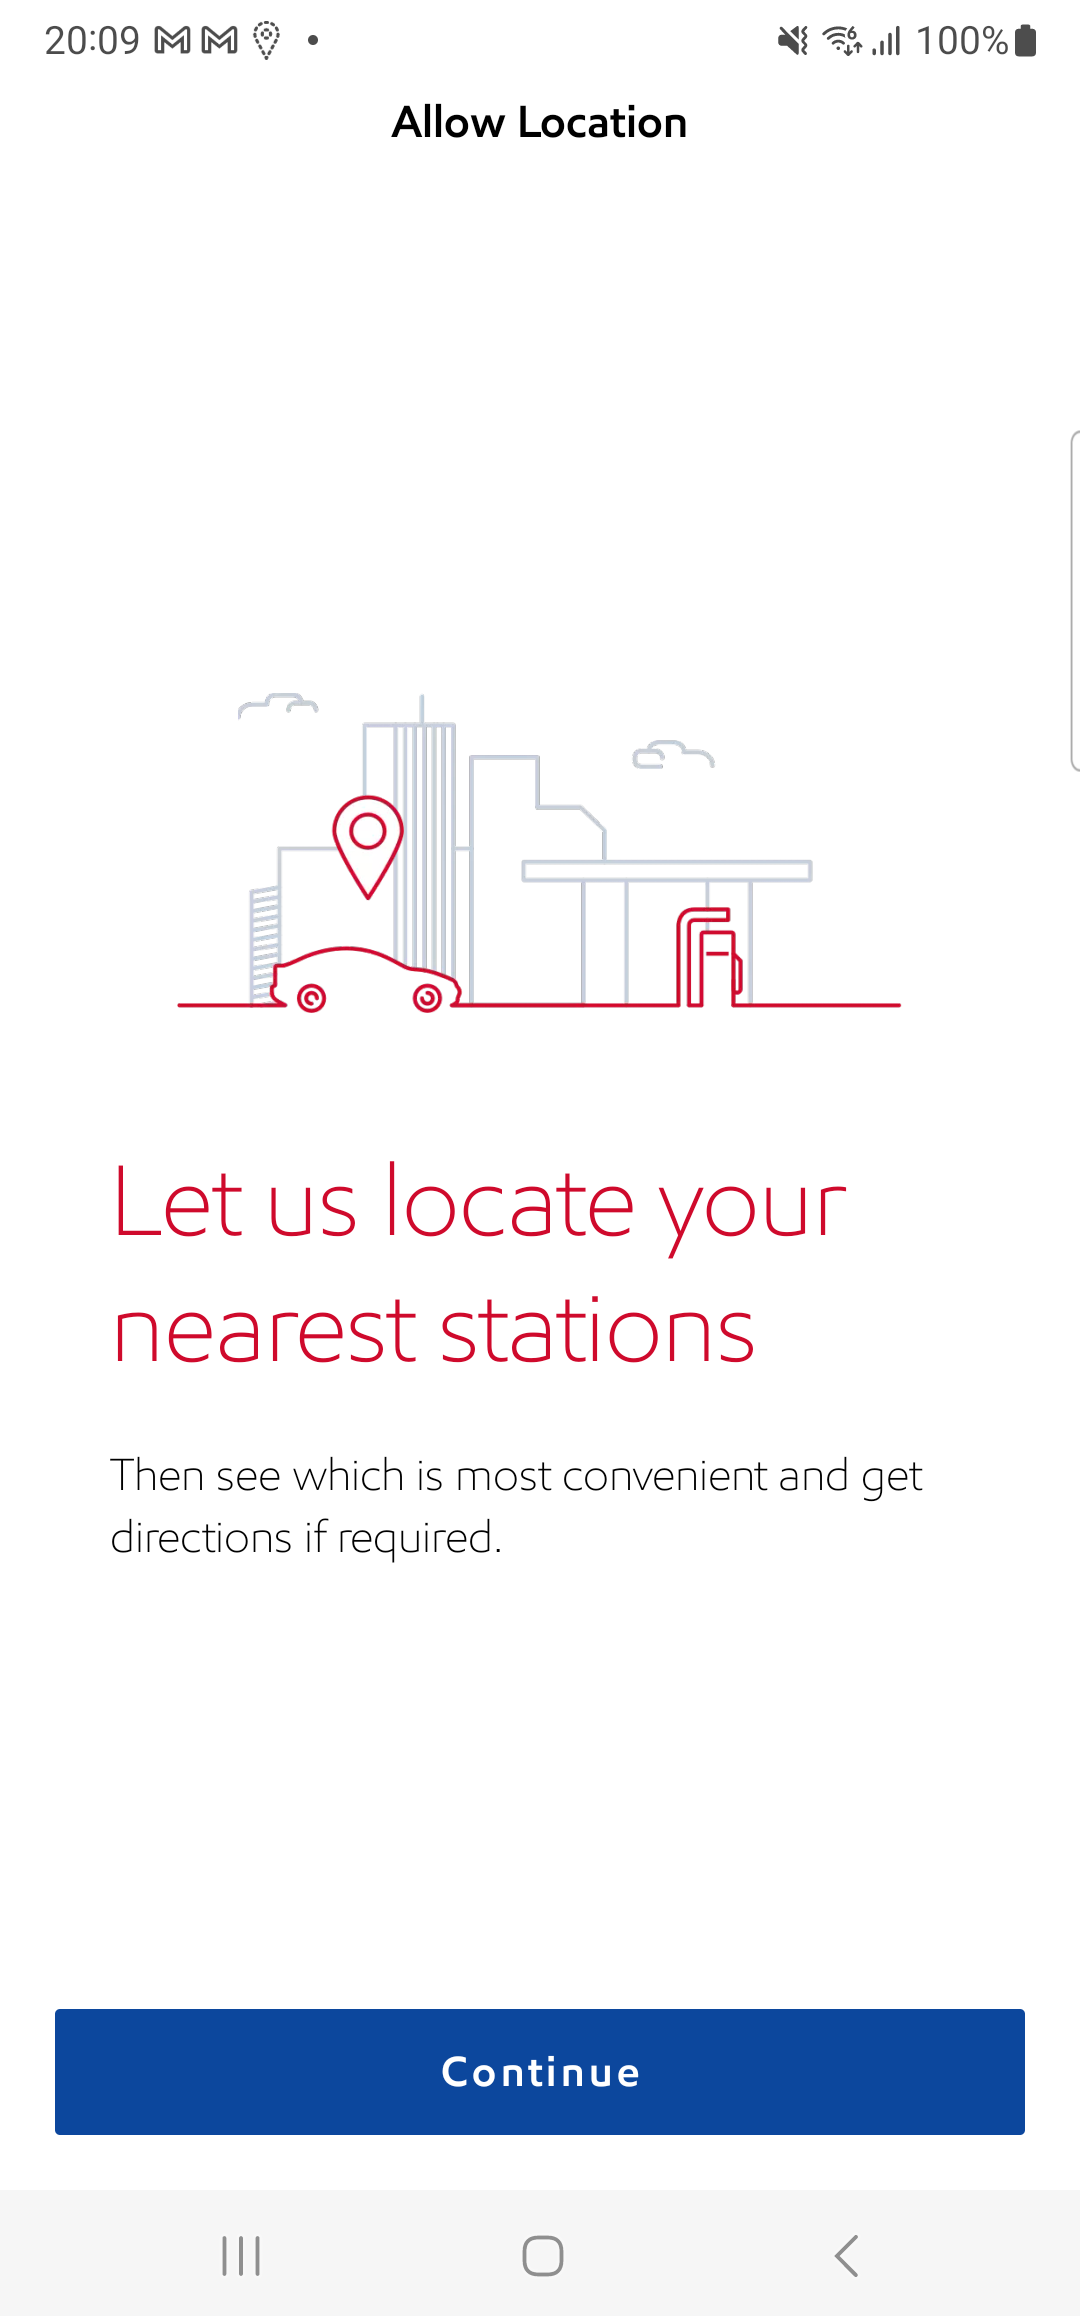 20:09 100%
Allow Location
Let us locate your
nearest stations
Then see which is most convenient and get
directions if required.
Continue